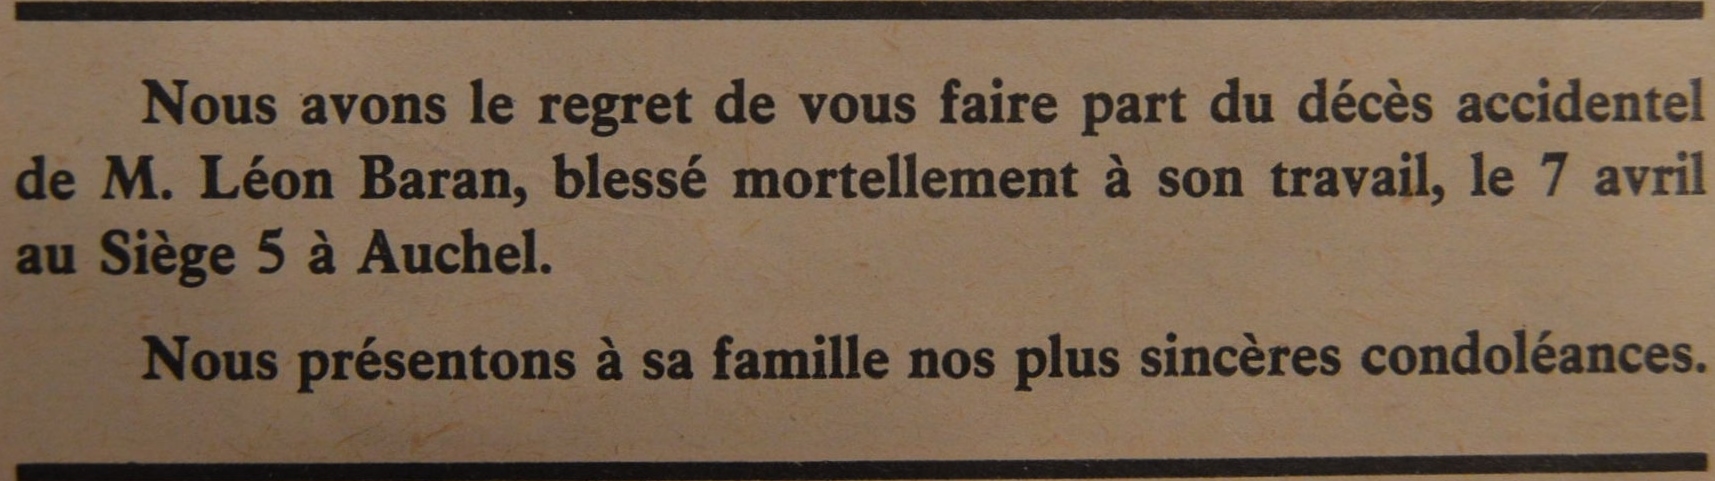 Nous avons le regret de vous faire part du décès accidentel
de M. Léon Baran, blessé mortellement à son travail, le 7 avril
au Siège 5 à Auchel.
Nous présentons à sa famille nos plus sincères condoléances.